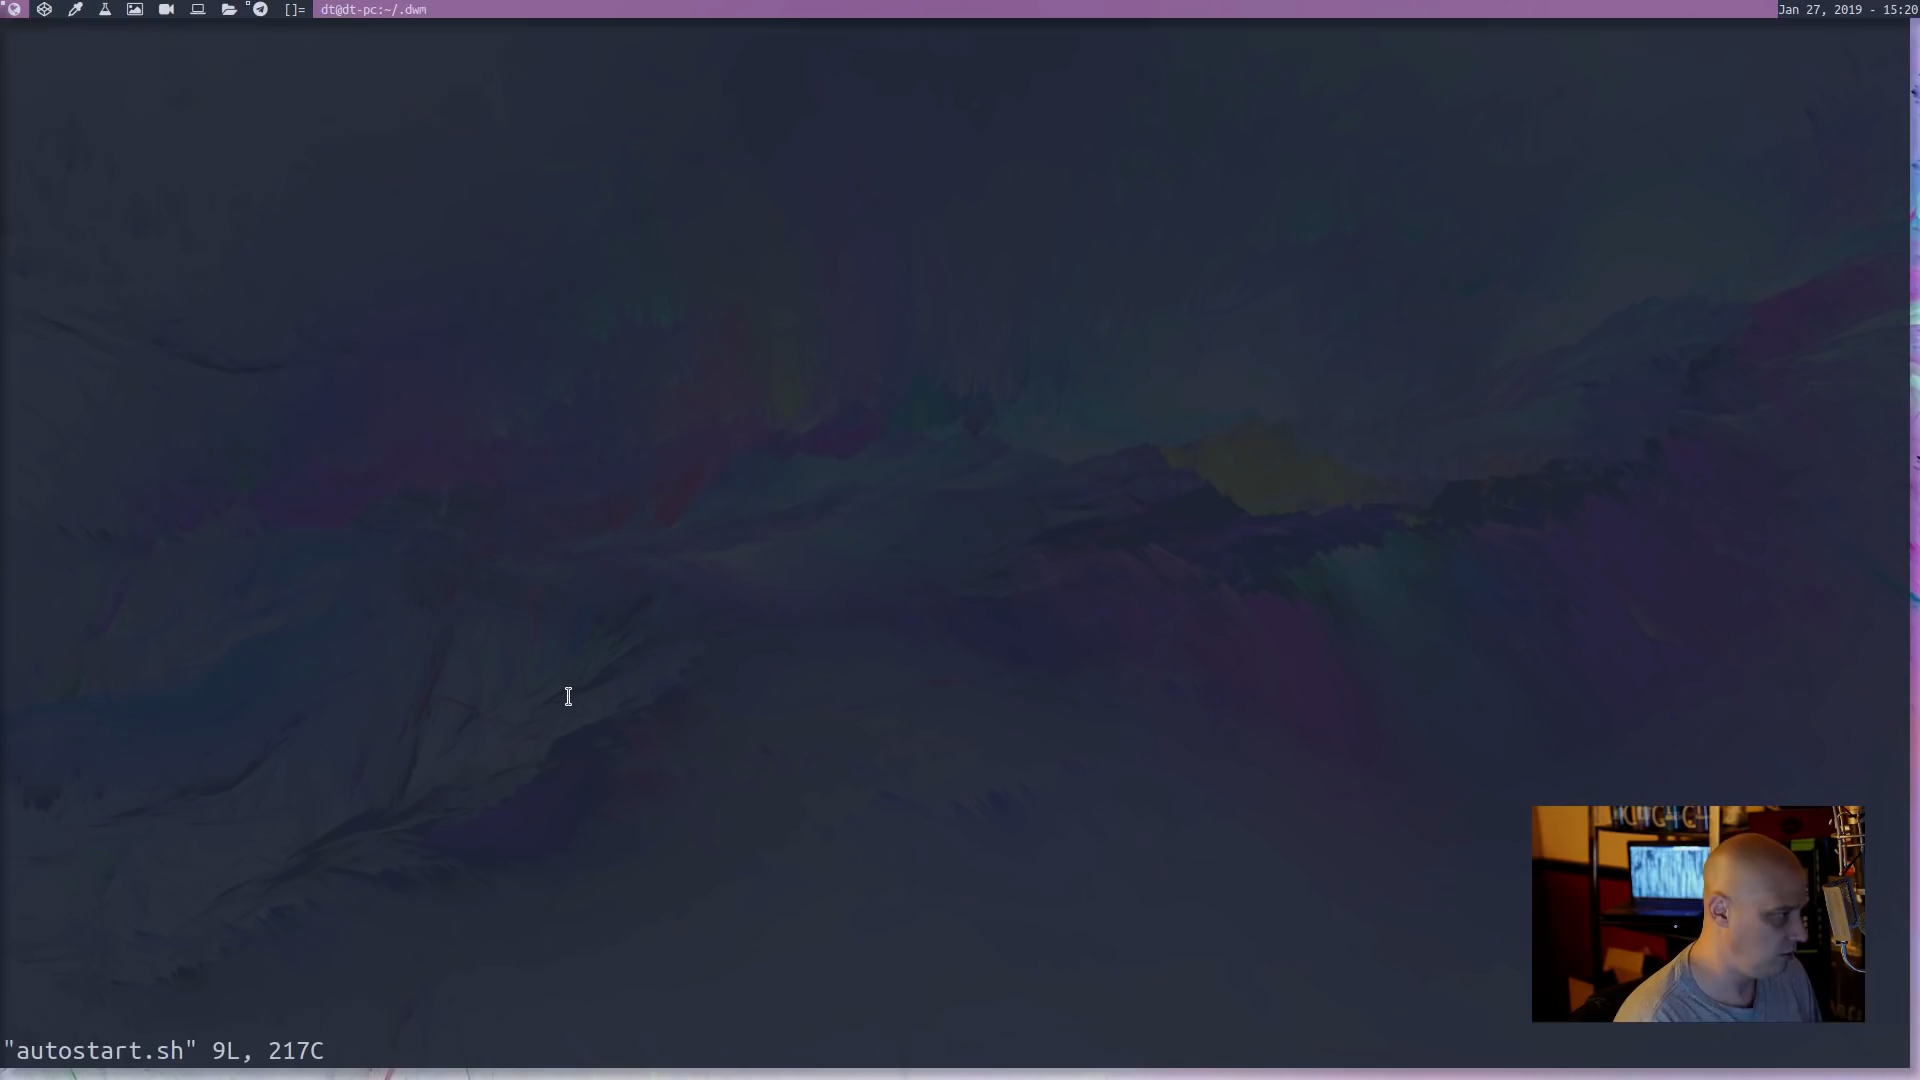 []= dt@dt-pc:~/.dwm Jan 27, 2019 - 15:20
"autostart.sh" 9L, 217C